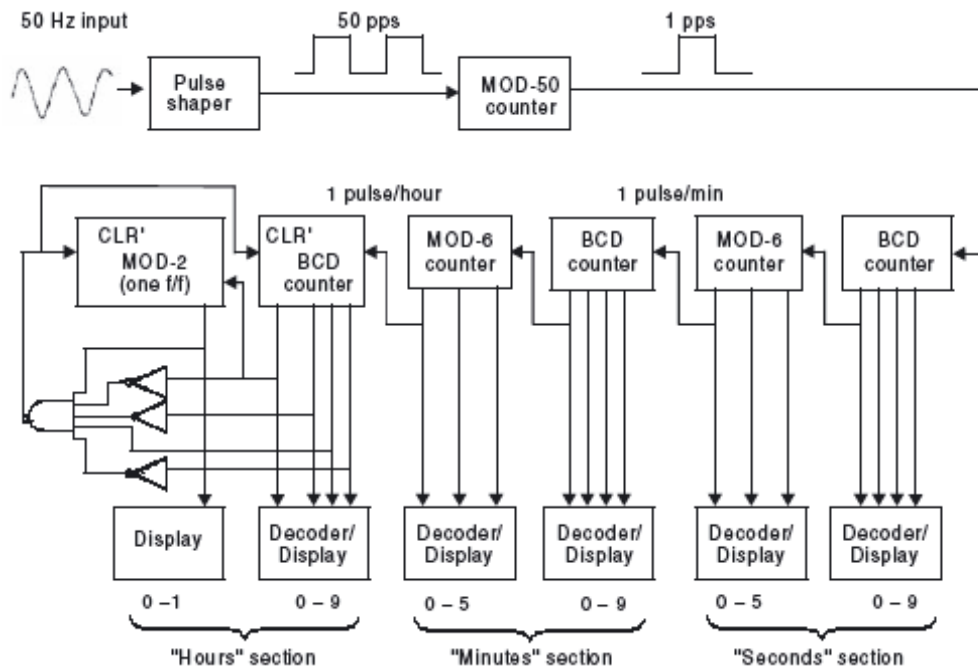 50 Hz input
50 pps
1 pps
Pulse
shaper
MOD-50
counter
1 pulse/hour
1 pulse/min
CLR'
MOD-2
(one f/f)
CLR'
BCD
counter
MOD-6
counter
BCD
counter
MOD-6
counter
BCD
counter
Display
Decoder/
Display
Decoder/
Display
Decoder/
Display
Decoder/
Display
Decoder/
Display
0 – 1
0 – 9
0 – 5
0 – 9
0 – 5
0 – 9
"Hours" section
"Minutes" section
"Seconds" section